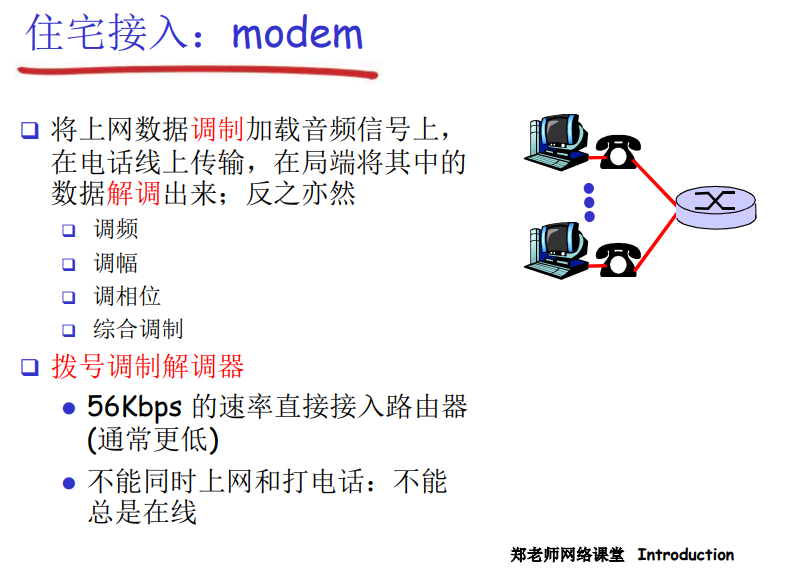 住宅接入：modem
将上网数据调制加载音频信号上，
在电话线上传输，在局端将其中的
数据解调出来；反之亦然
调频
调幅
调相位
综合调制
拨号调制解调器
56Kbps 的速率直接接入路由器
(通常更低)
不能同时上网和打电话：不能
总是在线
郑老师网络课堂 Introduction